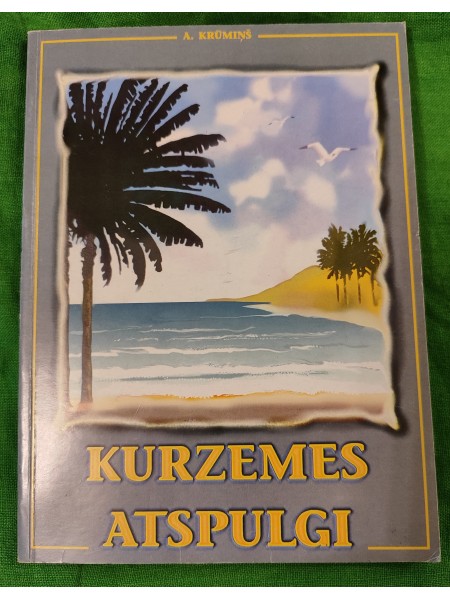 A. KRŪMIŅŠ
KURZEMES
ATSPULGI